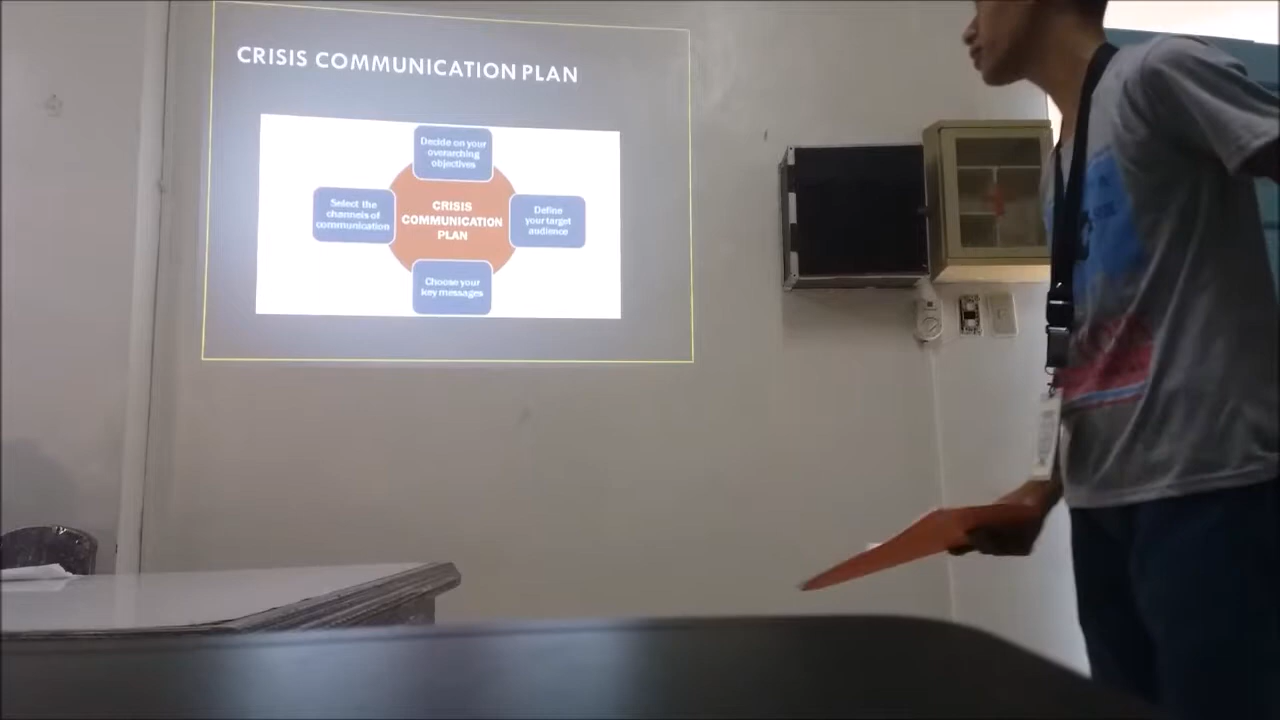 CRISIS COMMUNICATION PLAN
Decide on your
overarching
objectives
Select the
channels of
communication
CRISIS
COMMUNICATION
PLAN
Define
your target
audience
Choose your
key messages